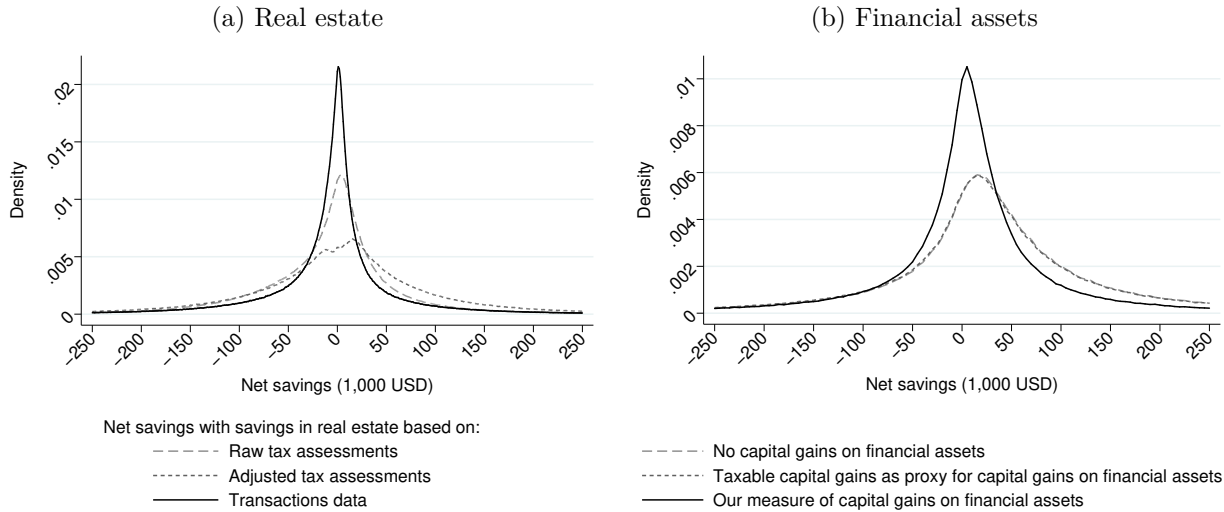 (a) Real estate
Density
0
.005
.01
.015
.02
−250
−200
−150
−100
−50
0
50
100
150
200
250
Net savings (1,000 USD)
Net savings with savings in real estate based on:
Raw tax assessments
Adjusted tax assessments
Transactions data
(b) Financial assets
Density
0
.002
.004
.006
.008
.01
−250
−200
−150
−100
−50
0
50
100
150
200
250
Net savings (1,000 USD)
No capital gains on financial assets
Taxable capital gains as proxy for capital gains on financial assets
Our measure of capital gains on financial assets